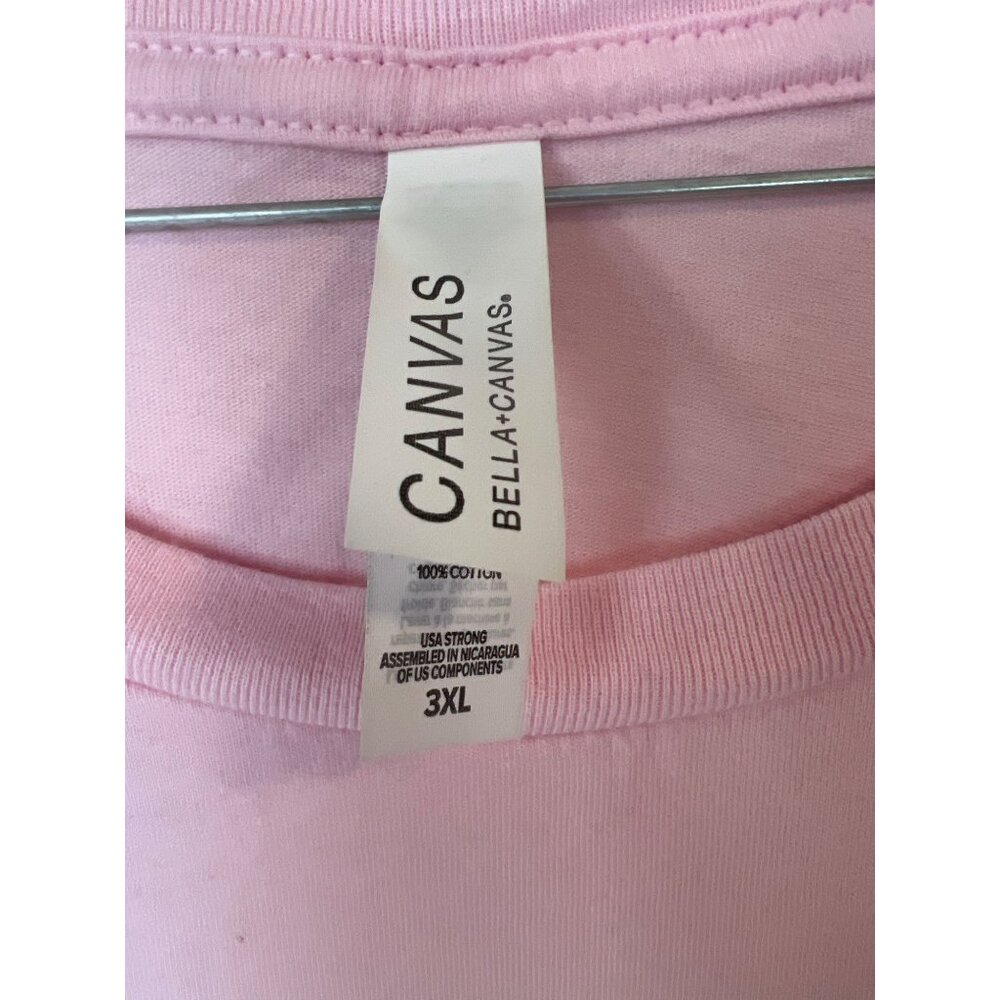 CANVAS
BELLA+CANVAS®
100% COTTON
USA STRONG
ASSEMBLED IN NICARAGUA
OF US COMPONENTS
3XL